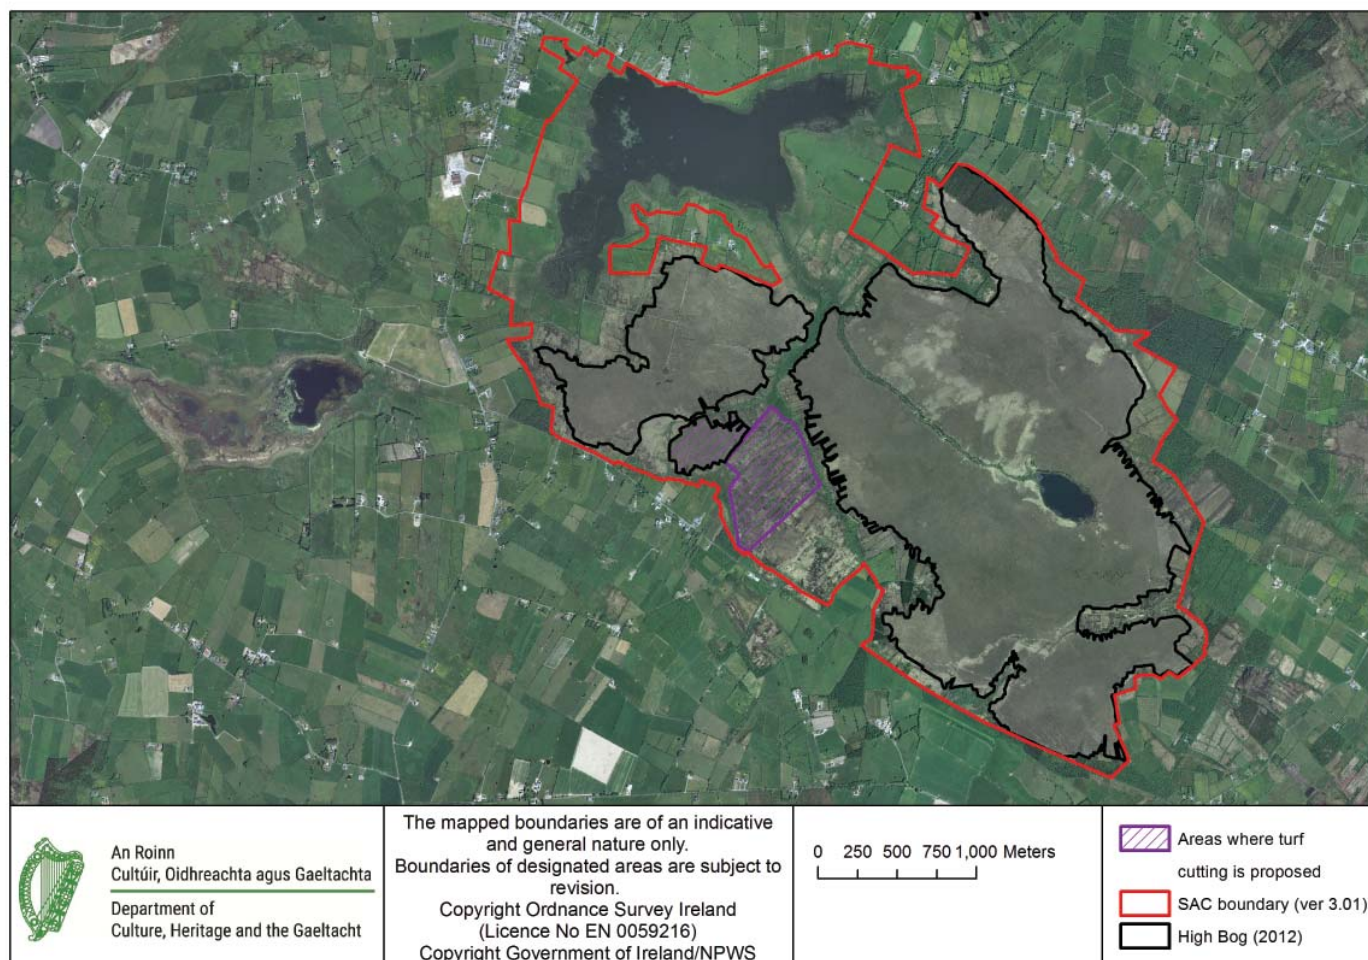 An Roinn
Cultúir, Oidhreachta agus Gaeltachta
Department of
Culture, Heritage and the Gaeltacht
The mapped boundaries are of an indicative
and general nature only.
Boundaries of designated areas are subject to
revision.
Copyright Ordnance Survey Ireland
(Licence No EN 0059216)
Copyright Government of Ireland/NPWS
0 250 500 750 1,000 Meters
Areas where turf
cutting is proposed
SAC boundary (ver 3.01)
High Bog (2012)